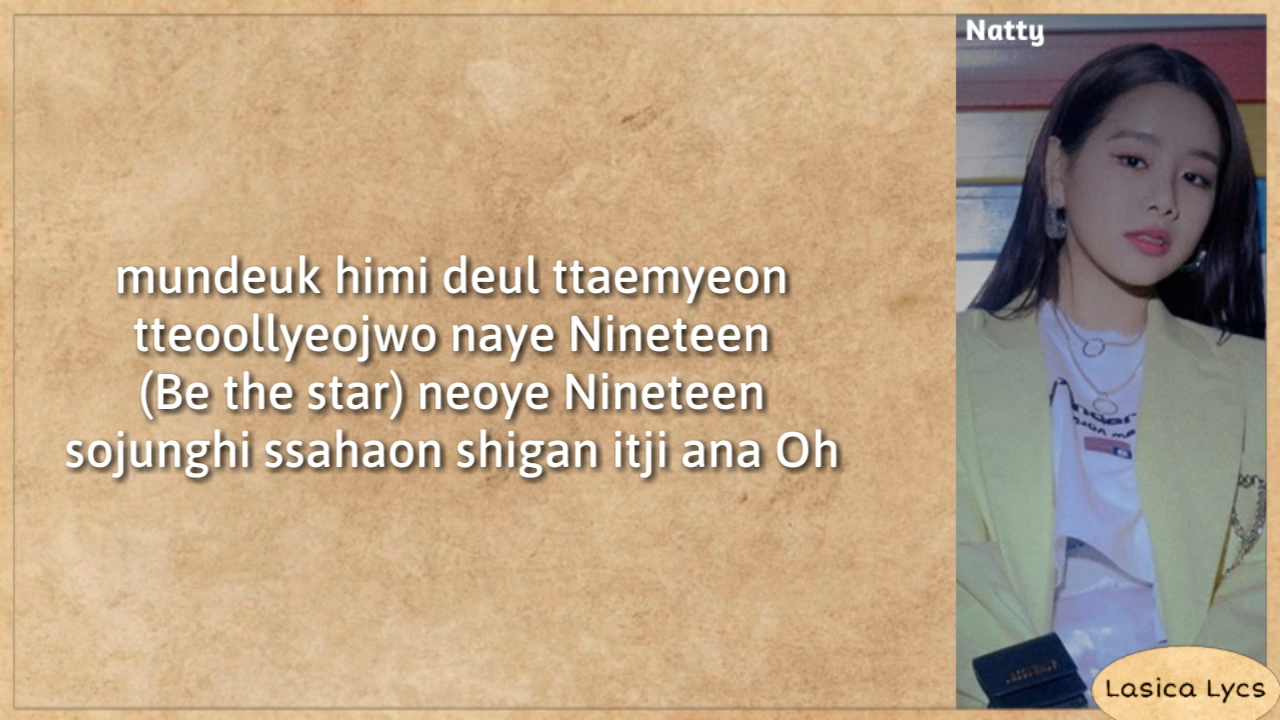 Natty
mundeuk himi deul ttaemyeon
tteoollyeojwo naye Nineteen
(Be the star) neoye Nineteen
sojunghi ssahaon shigan itji ana Oh
Lasica Lycs